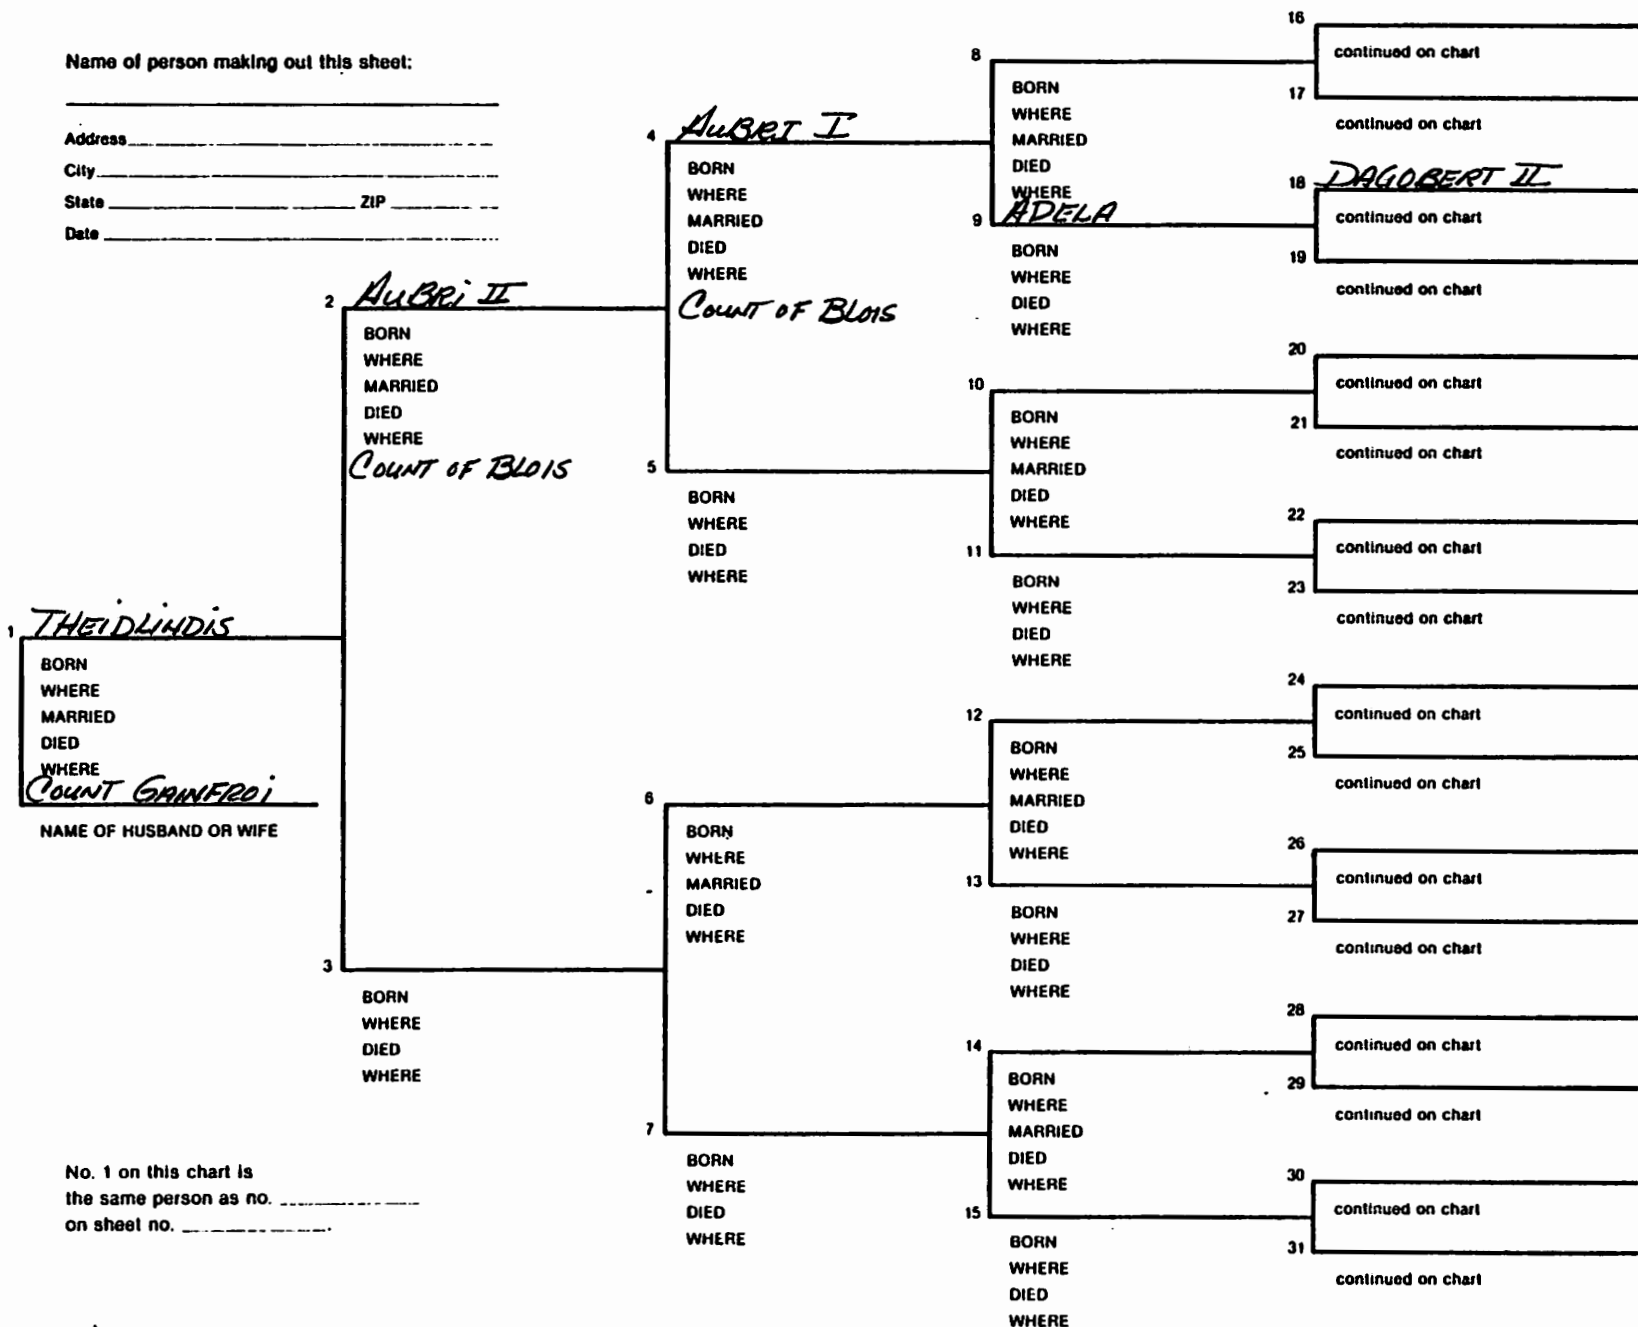 Name of person making out this sheet:
Address
City
State ZIP
Date
1 THEIDLINDIS
BORN
WHERE
MARRIED
DIED
WHERE
COUNT GAINFROI
NAME OF HUSBAND OR WIFE
No. 1 on this chart is
the same person as no.
on sheet no.
2 AUBRI II
BORN
WHERE
MARRIED
DIED
WHERE
COUNT OF BLOIS
3
BORN
WHERE
DIED
WHERE
4 AUBRI I
BORN
WHERE
MARRIED
DIED
WHERE
COUNT OF BLOIS
5
BORN
WHERE
DIED
WHERE
6
BORN
WHERE
MARRIED
DIED
WHERE
7
BORN
WHERE
DIED
WHERE
8
BORN
WHERE
MARRIED
DIED
WHERE
9 ADELA
BORN
WHERE
DIED
WHERE
10
BORN
WHERE
MARRIED
DIED
WHERE
11
BORN
WHERE
DIED
WHERE
12
BORN
WHERE
MARRIED
DIED
WHERE
13
BORN
WHERE
DIED
WHERE
14
BORN
WHERE
MARRIED
DIED
WHERE
15
BORN
WHERE
DIED
WHERE
16
continued on chart
17
continued on chart
18 DAGOBERT II
continued on chart
19
continued on chart
20
continued on chart
21
continued on chart
22
continued on chart
23
continued on chart
24
continued on chart
25
continued on chart
26
continued on chart
27
continued on chart
28
continued on chart
29
continued on chart
30
continued on chart
31
continued on chart